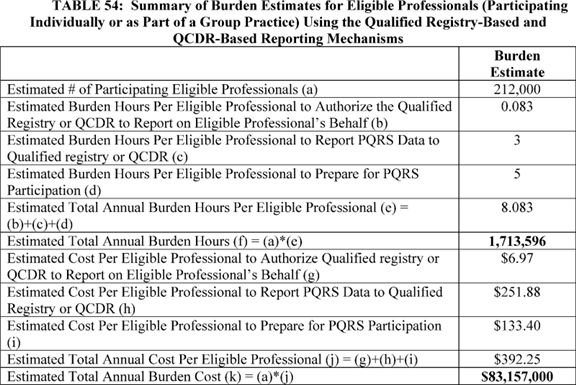 TABLE 54: Summary of Burden Estimates for Eligible Professionals (Participating
Individually or as Part of a Group Practice) Using the Qualified Registry-Based and
QCDR-Based Reporting Mechanisms
Burden
Estimate
Estimated # of Participating Eligible Professionals (a) 212,000
Estimated Burden Hours Per Eligible Professional to Authorize the Qualified 0.083
Registry or QCDR to Report on Eligible Professional's Behalf (b)
Estimated Burden Hours Per Eligible Professional to Report PQRS Data to 3
Qualified registry or QCDR (c)
Estimated Burden Hours Per Eligible Professional to Prepare for PQRS 5
Participation (d)
Estimated Total Annual Burden Hours Per Eligible Professional (e) = 8.083
(b)+(c)+(d)
Estimated Total Annual Burden Hours (f) = (a)*(e) 1,713,596
Estimated Cost Per Eligible Professional to Authorize Qualified registry or $6.97
QCDR to Report on Eligible Professional's Behalf (g)
Estimated Cost Per Eligible Professional to Report PQRS Data to Qualified $251.88
Registry or QCDR (h)
Estimated Cost Per Eligible Professional to Prepare for PQRS Participation $133.40
(i)
Estimated Total Annual Cost Per Eligible Professional (j) = (g)+(h)+(i) $392.25
Estimated Total Annual Burden Cost (k) = (a)*(j) $83,157,000